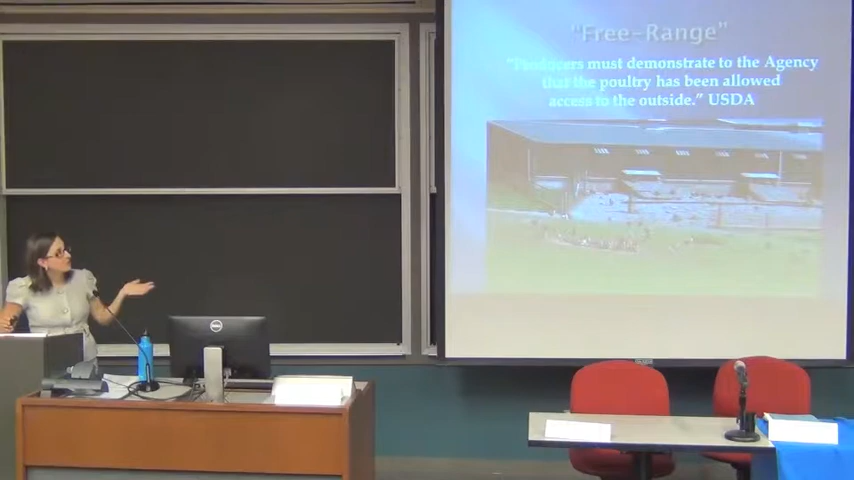 "Free-Range"
"Producers must demonstrate to the Agency
that the poultry has been allowed
access to the outside." USDA
DELL